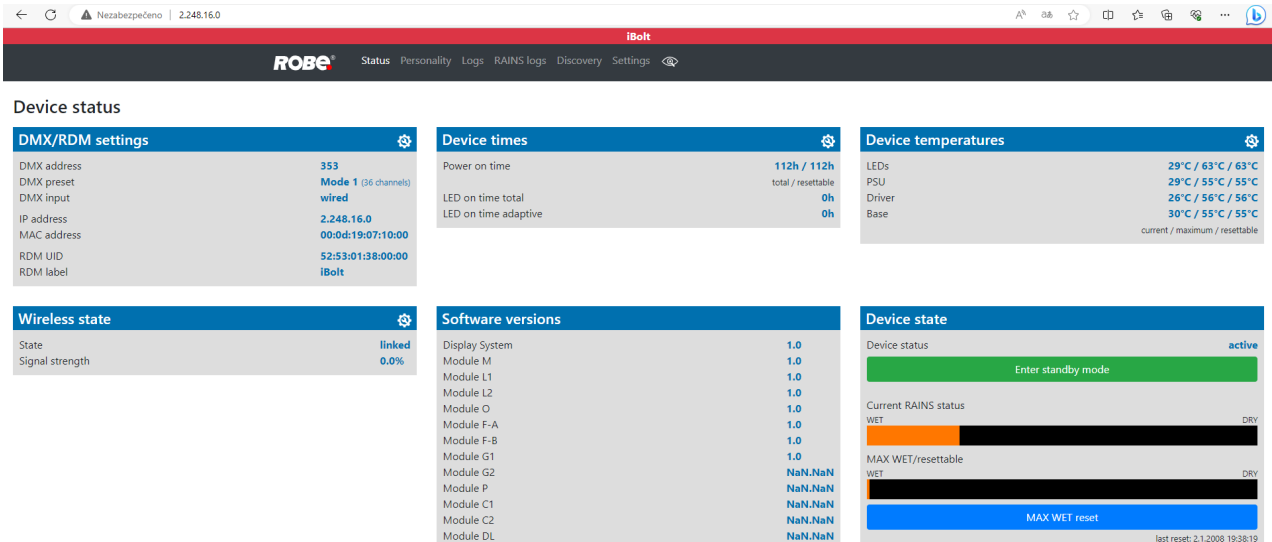 Nezabezpečeno 2.248.16.0
iBolt
ROBE® Status Personality Logs RAINS logs Discovery Settings
Device status
DMX/RDM settings
DMX address 353
DMX preset Mode 1 (36 channels)
DMX input wired
IP address 2.248.16.0
MAC address 00:0d:19:07:10:00
RDM UID 52:53:01:38:00:00
RDM label iBolt
Device times
Power on time 112h / 112h
total / resettable
LED on time total 0h
LED on time adaptive 0h
Device temperatures
LEDs 29°C / 63°C / 63°C
PSU 29°C / 55°C / 55°C
Driver 26°C / 56°C / 56°C
Base 30°C / 55°C / 55°C
current / maximum / resettable
Wireless state
State linked
Signal strength 0.0%
Software versions
Display System 1.0
Module M 1.0
Module L1 1.0
Module L2 1.0
Module O 1.0
Module F-A 1.0
Module F-B 1.0
Module G1 1.0
Module G2 NaN.NaN
Module P NaN.NaN
Module C1 NaN.NaN
Module C2 NaN.NaN
Module DL NaN.NaN
Device state
Device status active
Enter standby mode
Current RAINS status
WET DRY
MAX WET/resettable
WET DRY
MAX WET reset
last reset: 2.1.2008 19:38:19